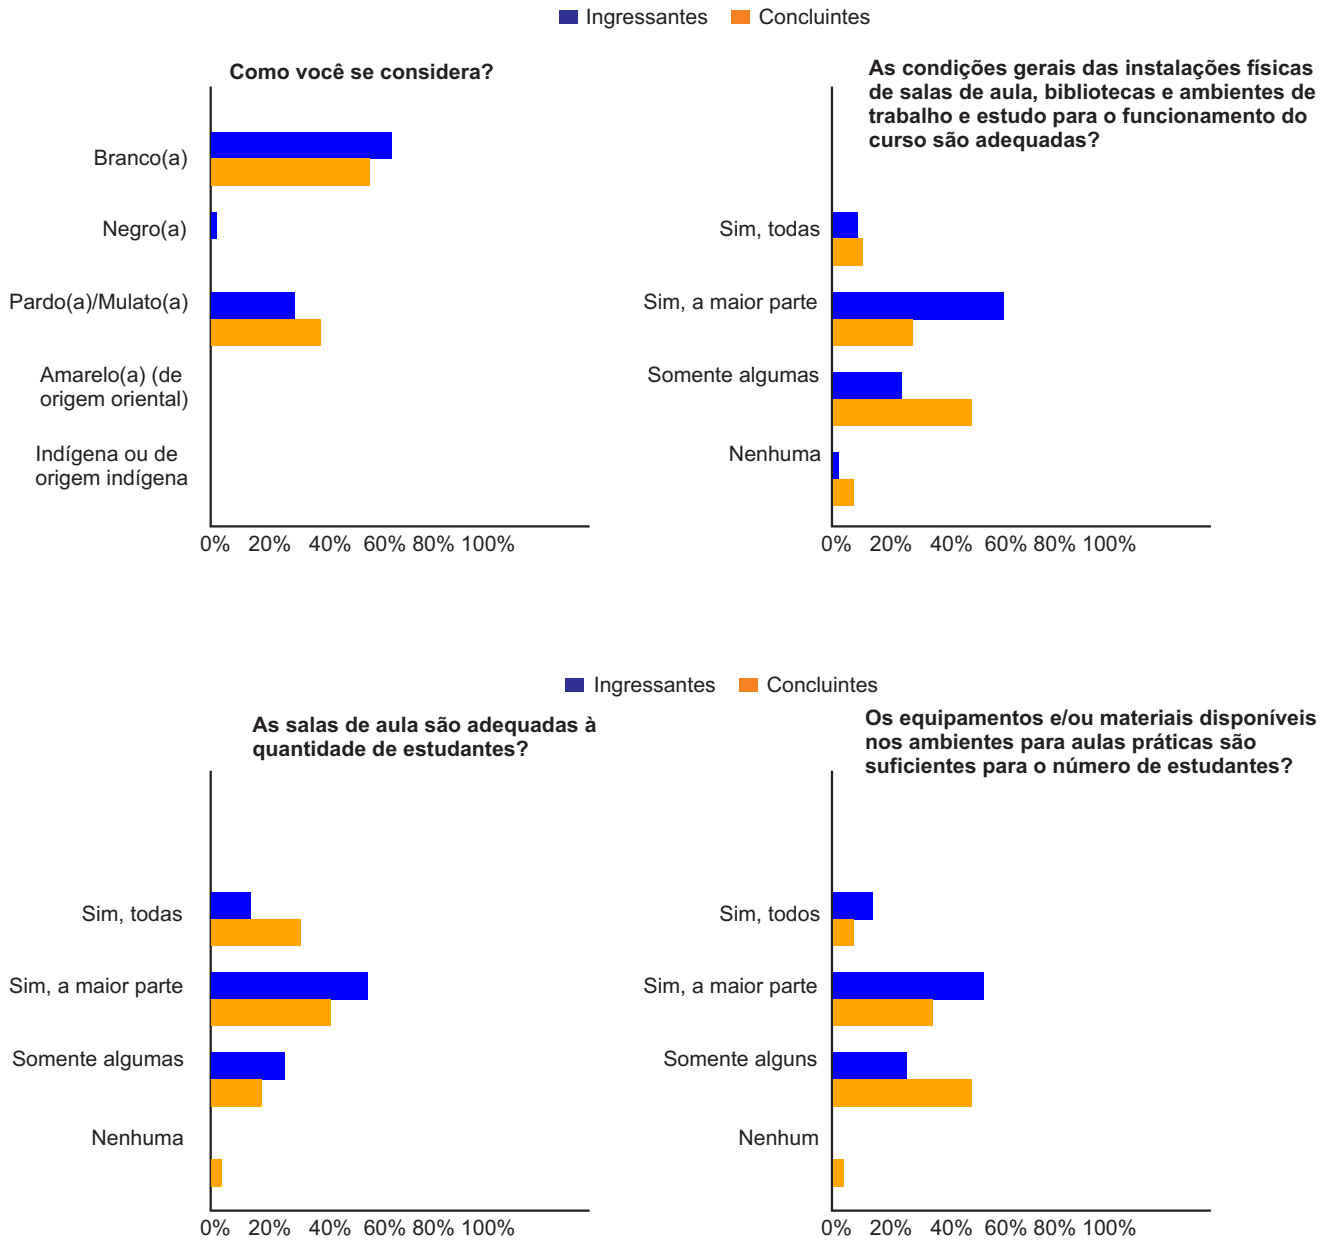 Ingressantes Concluintes
Como você se considera?
Branco(a)
Negro(a)
Pardo(a)/Mulato(a)
Amarelo(a) (de
origem oriental)
Indígena ou de
origem indígena
0% 20% 40% 60% 80% 100%
As condições gerais das instalações físicas
de salas de aula, bibliotecas e ambientes de
trabalho e estudo para o funcionamento do
curso são adequadas?
Sim, todas
Sim, a maior parte
Somente algumas
Nenhuma
0% 20% 40% 60% 80% 100%
Ingressantes Concluintes
As salas de aula são adequadas à
quantidade de estudantes?
Sim, todas
Sim, a maior parte
Somente algumas
Nenhuma
0% 20% 40% 60% 80% 100%
Os equipamentos e/ou materiais disponíveis
nos ambientes para aulas práticas são
suficientes para o número de estudantes?
Sim, todos
Sim, a maior parte
Somente alguns
Nenhum
0% 20% 40% 60% 80% 100%